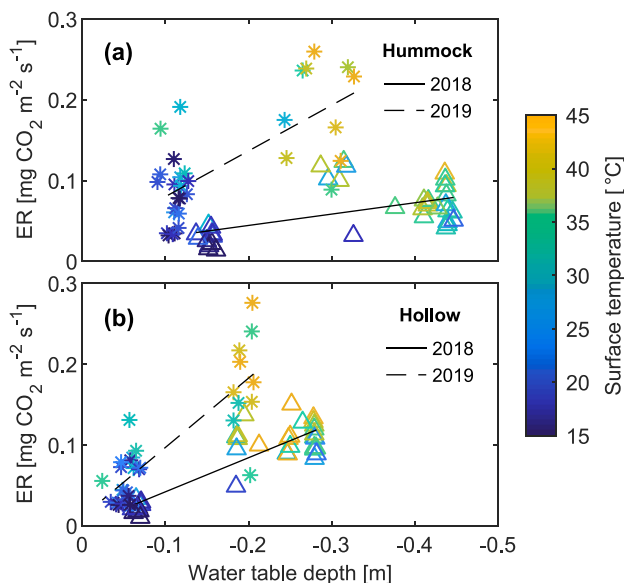 0.3
(a)
Hummock
2018
2019
0.2
0.1
0
ER [mg CO2 m-2 s-1]
0.3
(b)
Hollow
2018
2019
0.2
0.1
0
ER [mg CO2 m-2 s-1]
0 -0.1 -0.2 -0.3 -0.4 -0.5
Water table depth [m]
45
40
35
30
25
20
15
Surface temperature [°C]